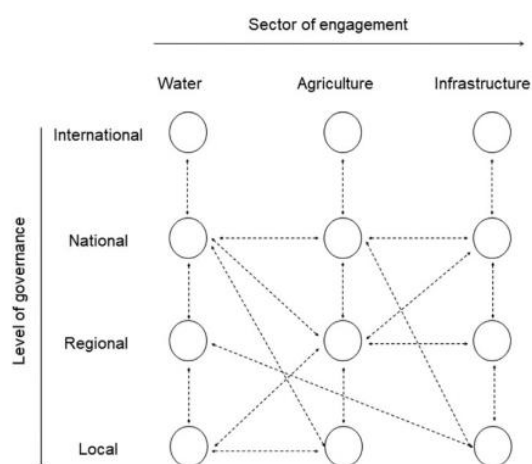 Sector of engagement
Water Agriculture Infrastructure
International
National
Regional
Local
Level of governance